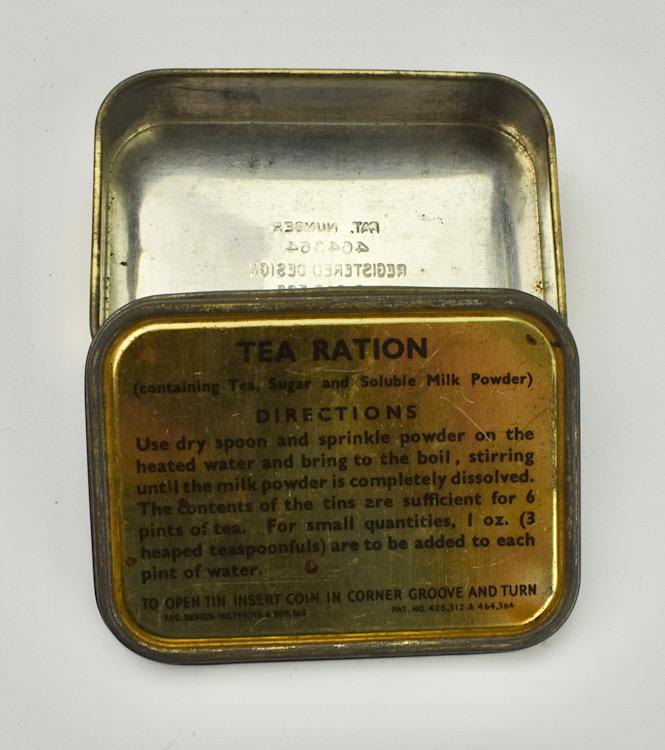 PAT. NUMBER
464364
REGISTERED DESIGN
TEA RATION
(containing Tea, Sugar and Soluble Milk Powder)
DIRECTIONS
Use dry spoon and sprinkle powder on the
heated water and bring to the boil, stirring
until the milk powder is completely dissolved.
The contents of the tins are sufficient for 6
pints of tea. For small quantities, 1 oz. (3
heaped teaspoonfuls) are to be added to each
pint of water.
TO OPEN TIN INSERT COIN IN CORNER GROOVE AND TURN
REG. DESIGN NO. & PAT. NO. 425,312 & 464,364